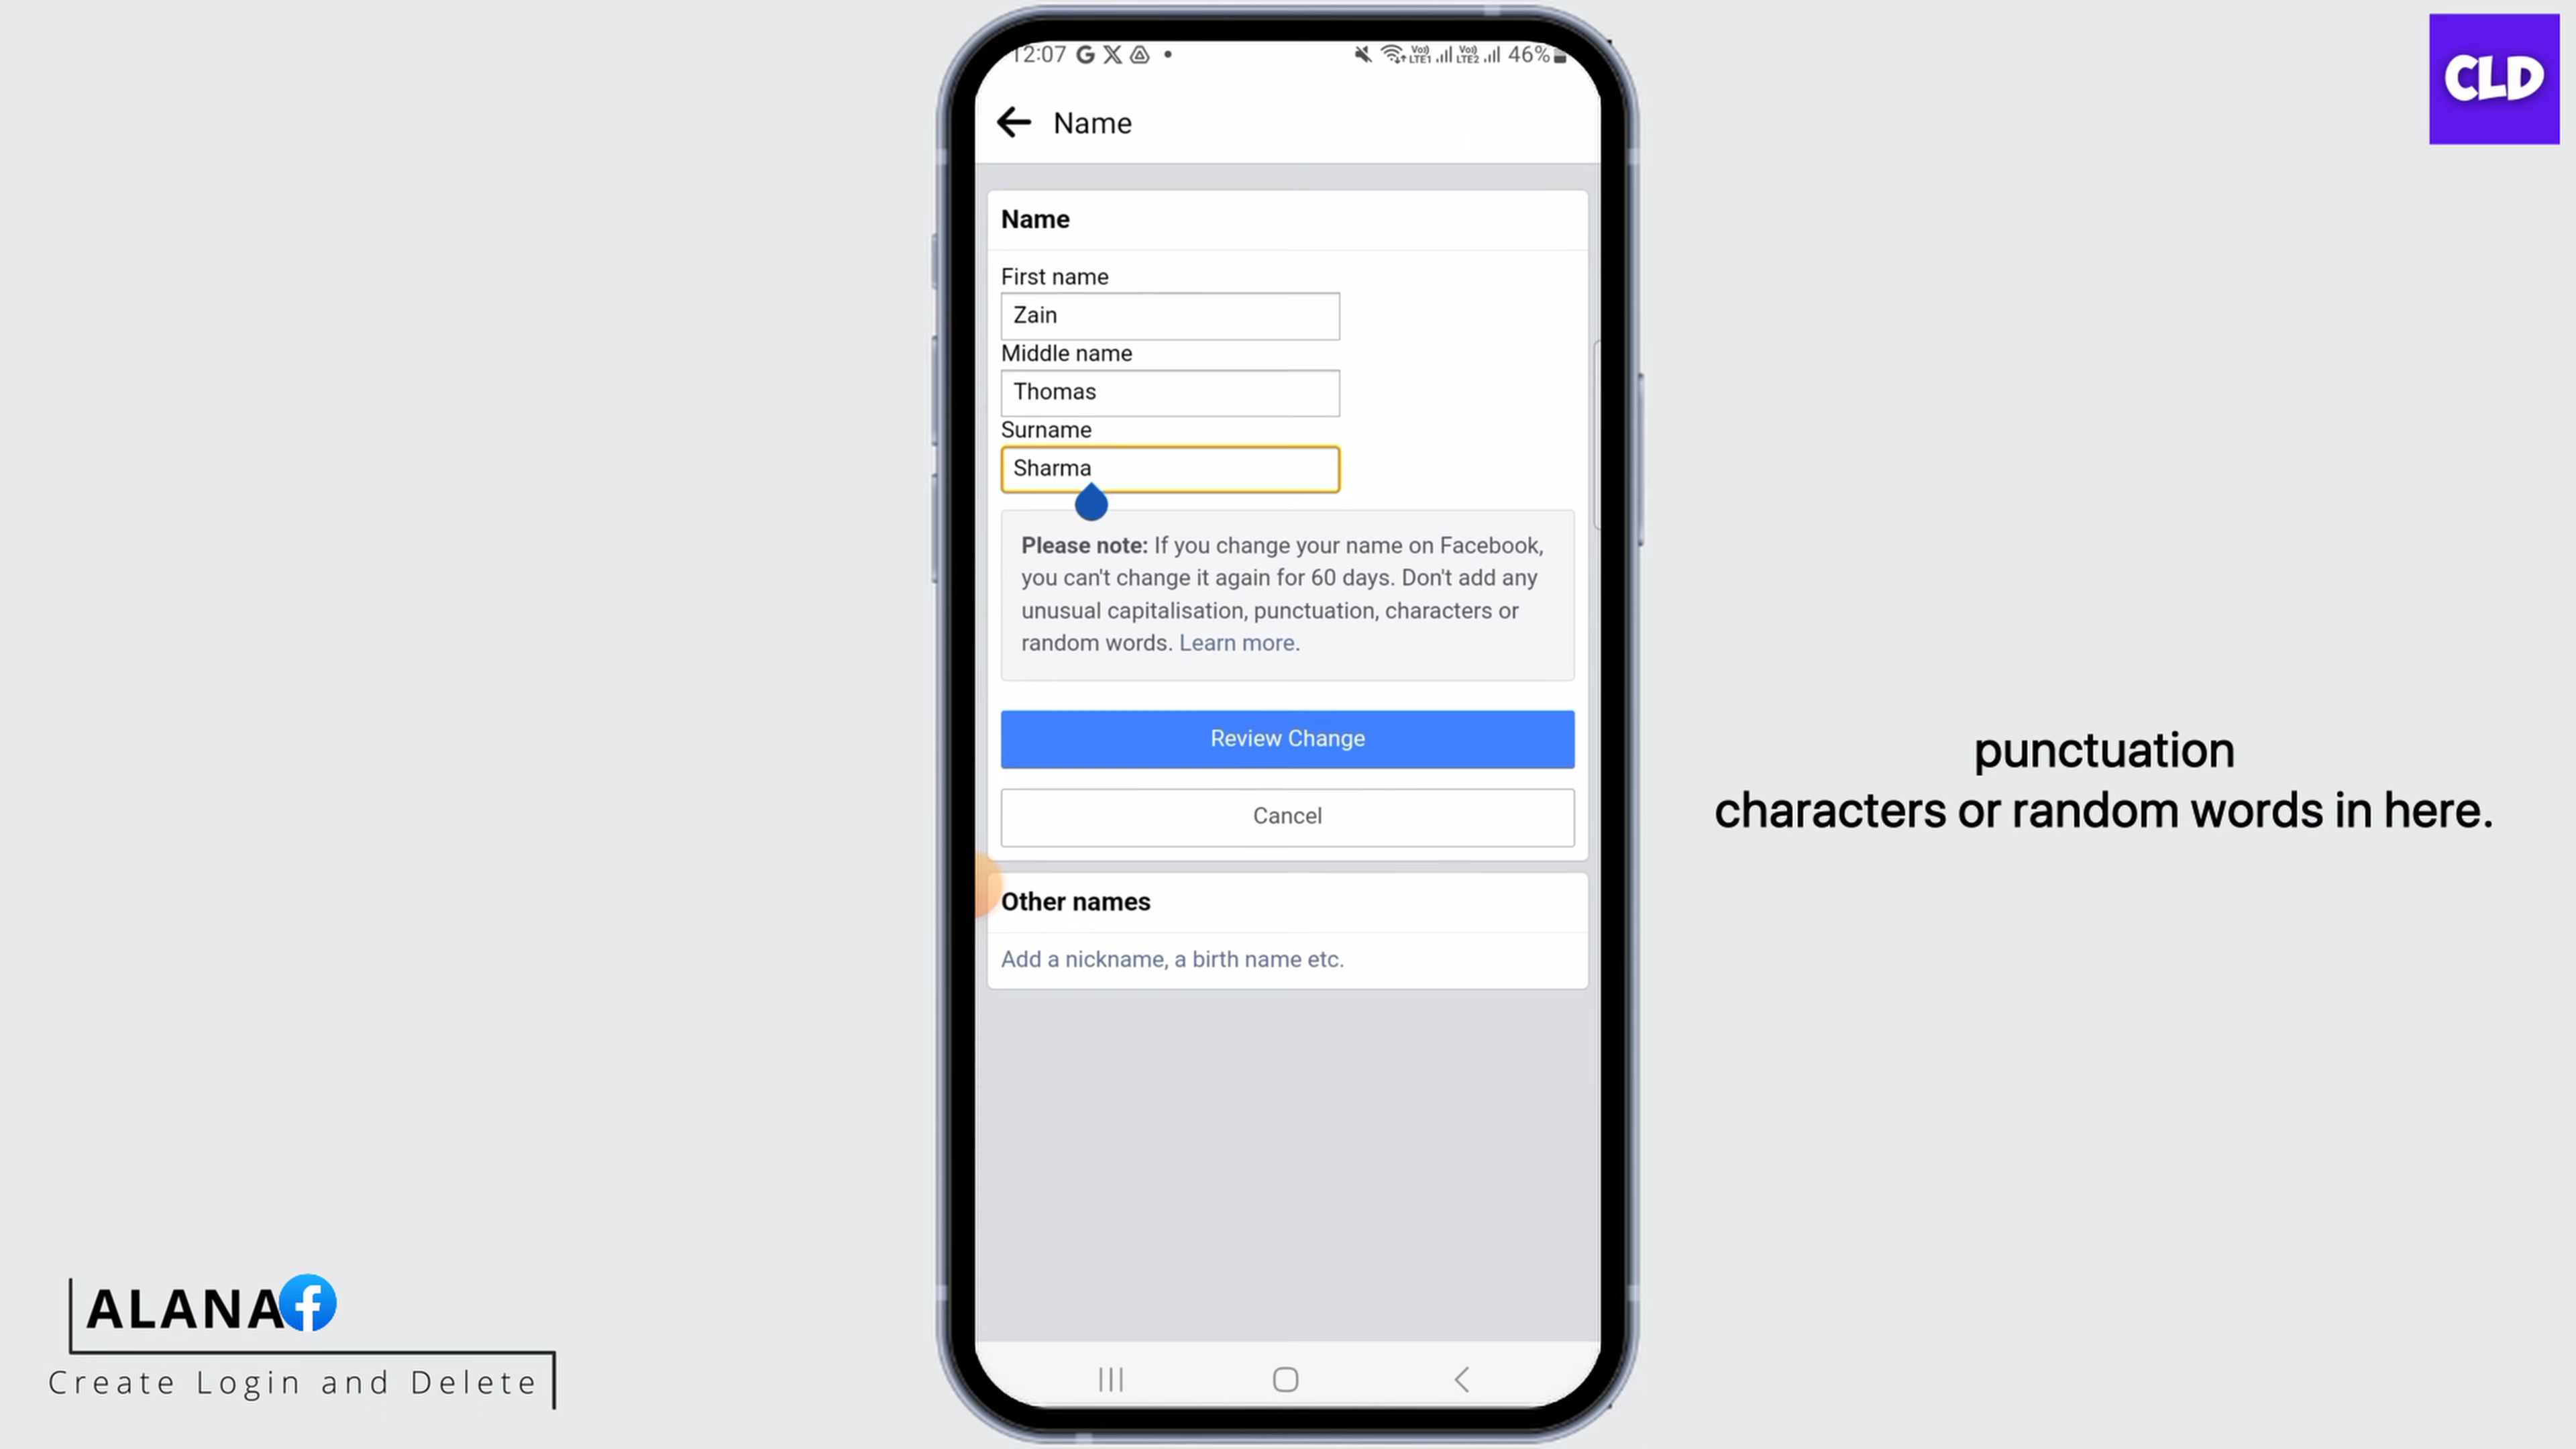 12:07
46%
CLD
Name
Name
First name
Zain
Middle name
Thomas
Surname
Sharma
Please note: If you change your name on Facebook,
you can't change it again for 60 days. Don't add any
unusual capitalisation, punctuation, characters or
random words. Learn more.
Review Change
Cancel
Other names
Add a nickname, a birth name etc.
punctuation
characters or random words in here.
ALANA
Create Login and Delete